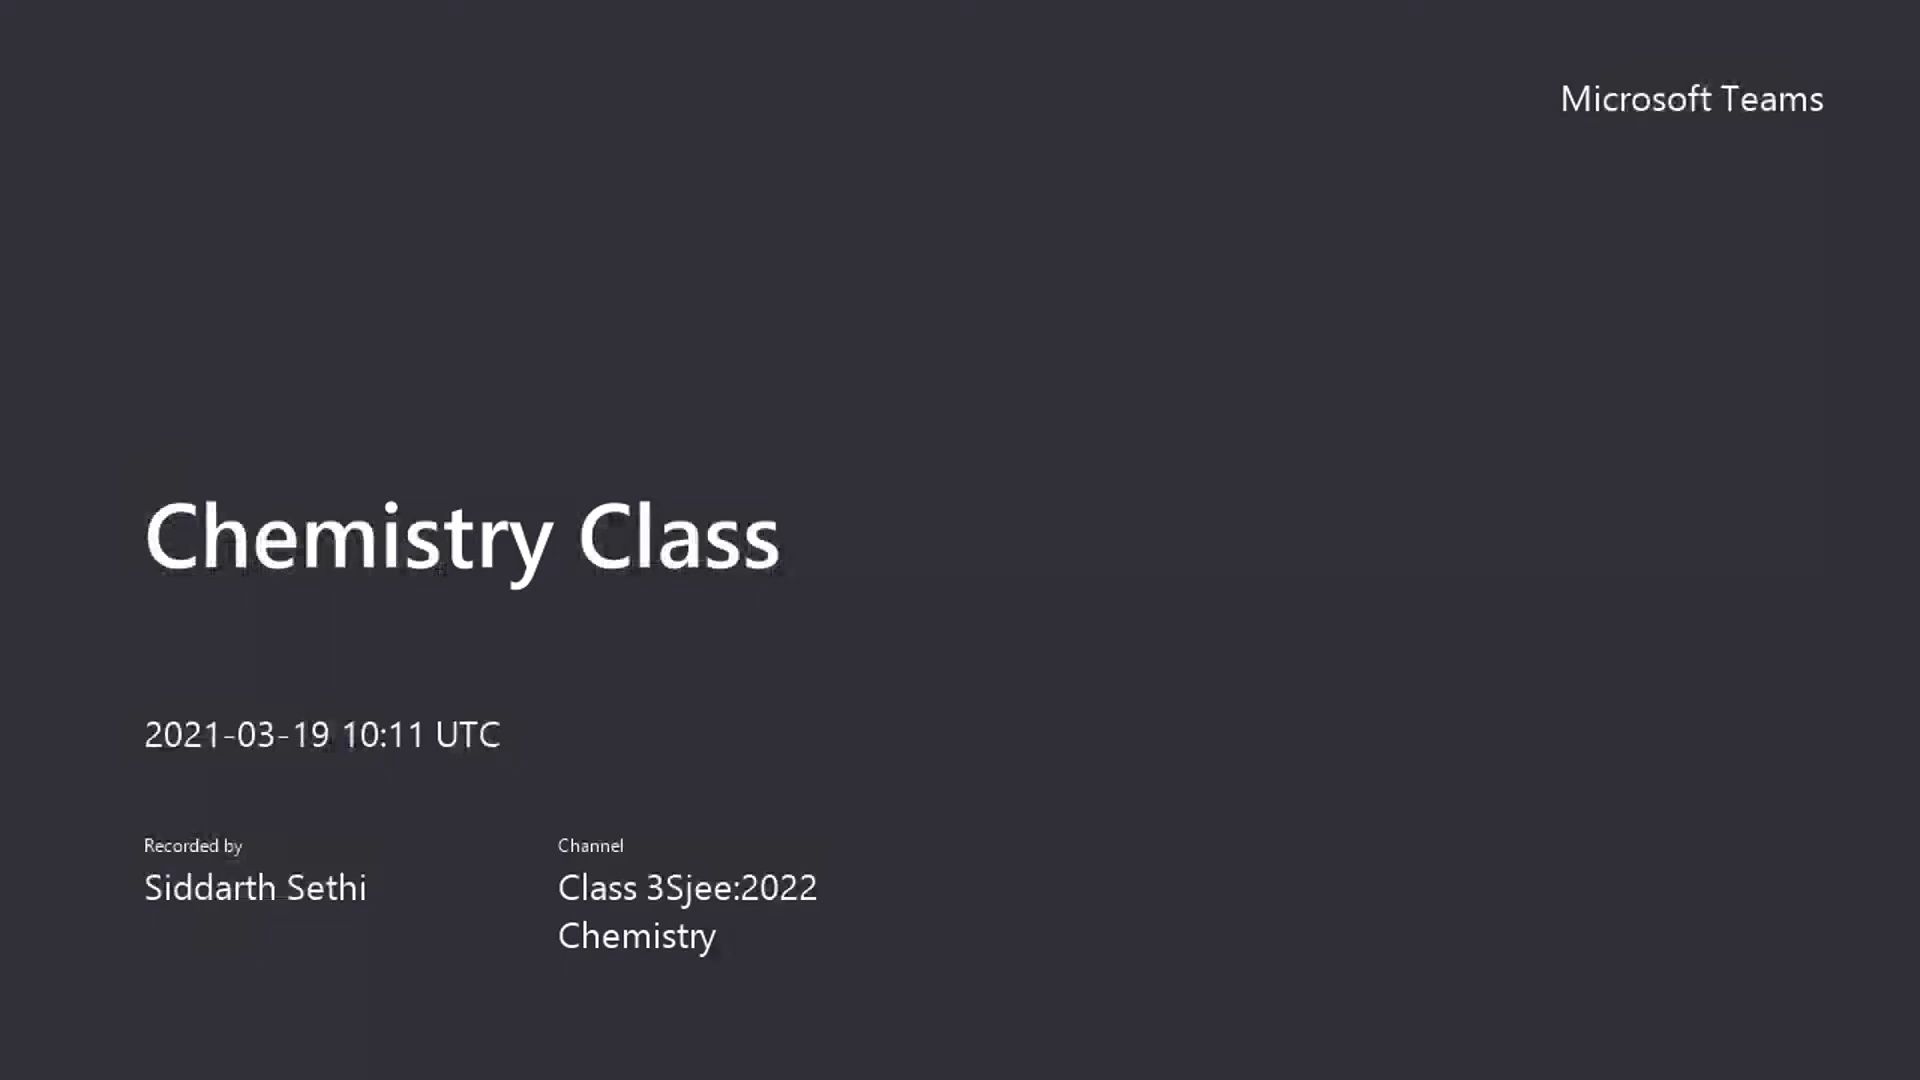 Microsoft Teams
Chemistry Class
2021-03-19 10:11 UTC
Recorded by
Siddarth Sethi
Channel
Class 3Sjee:2022
Chemistry